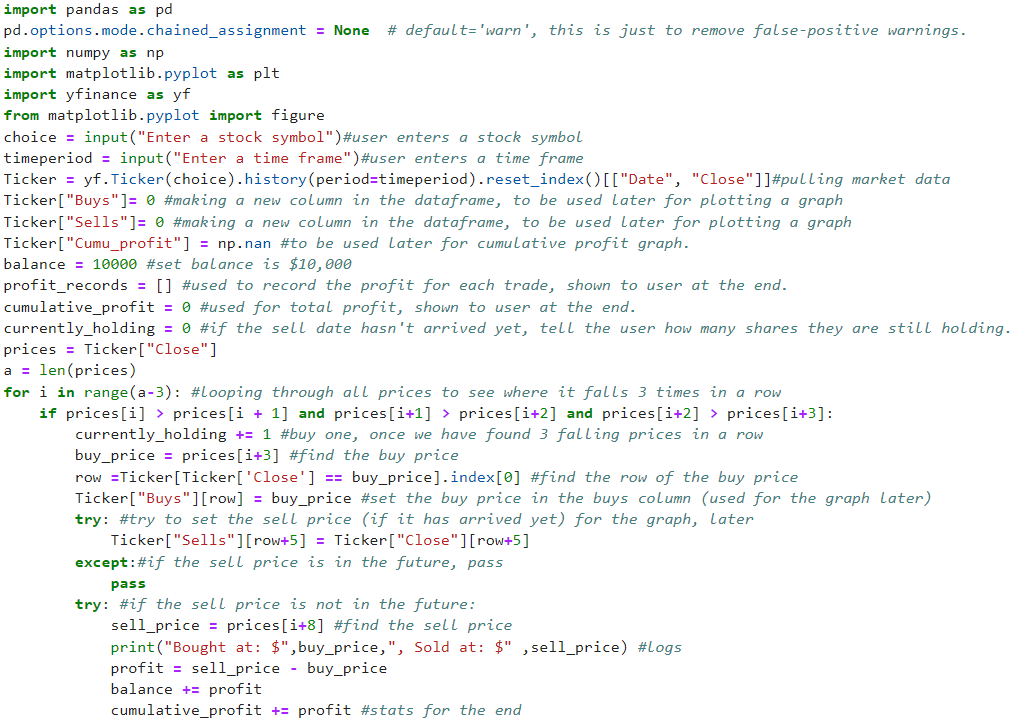 import pandas as pd
pd.options.mode.chained_assignment = None  # default='warn', this is just to remove false-positive warnings.
import numpy as np
import matplotlib.pyplot as plt
import yfinance as yf
from matplotlib.pyplot import figure
choice = input("Enter a stock symbol")#user enters a stock symbol
timeperiod = input("Enter a time frame")#user enters a time frame
Ticker = yf.Ticker(choice).history(period=timeperiod).reset_index()[["Date", "Close"]]#pulling market data
Ticker["Buys"]= 0 #making a new column in the dataframe, to be used later for plotting a graph
Ticker["Sells"]= 0 #making a new column in the dataframe, to be used later for plotting a graph
Ticker["Cumu_profit"] = np.nan #to be used later for cumulative profit graph.
balance = 10000 #set balance is $10,000
profit_records = [] #used to record the profit for each trade, shown to user at the end.
cumulative_profit = 0 #used for total profit, shown to user at the end.
currently_holding = 0 #if the sell date hasn't arrived yet, tell the user how many shares they are still holding.
prices = Ticker["Close"]
a = len(prices)
for i in range(a-3): #looping through all prices to see where it falls 3 times in a row
    if prices[i] > prices[i + 1] and prices[i+1] > prices[i+2] and prices[i+2] > prices[i+3]:
        currently_holding += 1 #buy one, once we have found 3 falling prices in a row
        buy_price = prices[i+3] #find the buy price
        row =Ticker[Ticker['Close'] == buy_price].index[0] #find the row of the buy price
        Ticker["Buys"][row] = buy_price #set the buy price in the buys column (used for the graph later)
        try: #try to set the sell price (if it has arrived yet) for the graph, later
            Ticker["Sells"][row+5] = Ticker["Close"][row+5]
        except:#if the sell price is in the future, pass
            pass
        try: #if the sell price is not in the future:
            sell_price = prices[i+8] #find the sell price
            print("Bought at: $",buy_price,", Sold at: $" ,sell_price) #logs
            profit = sell_price - buy_price
            balance += profit
            cumulative_profit += profit #stats for the end